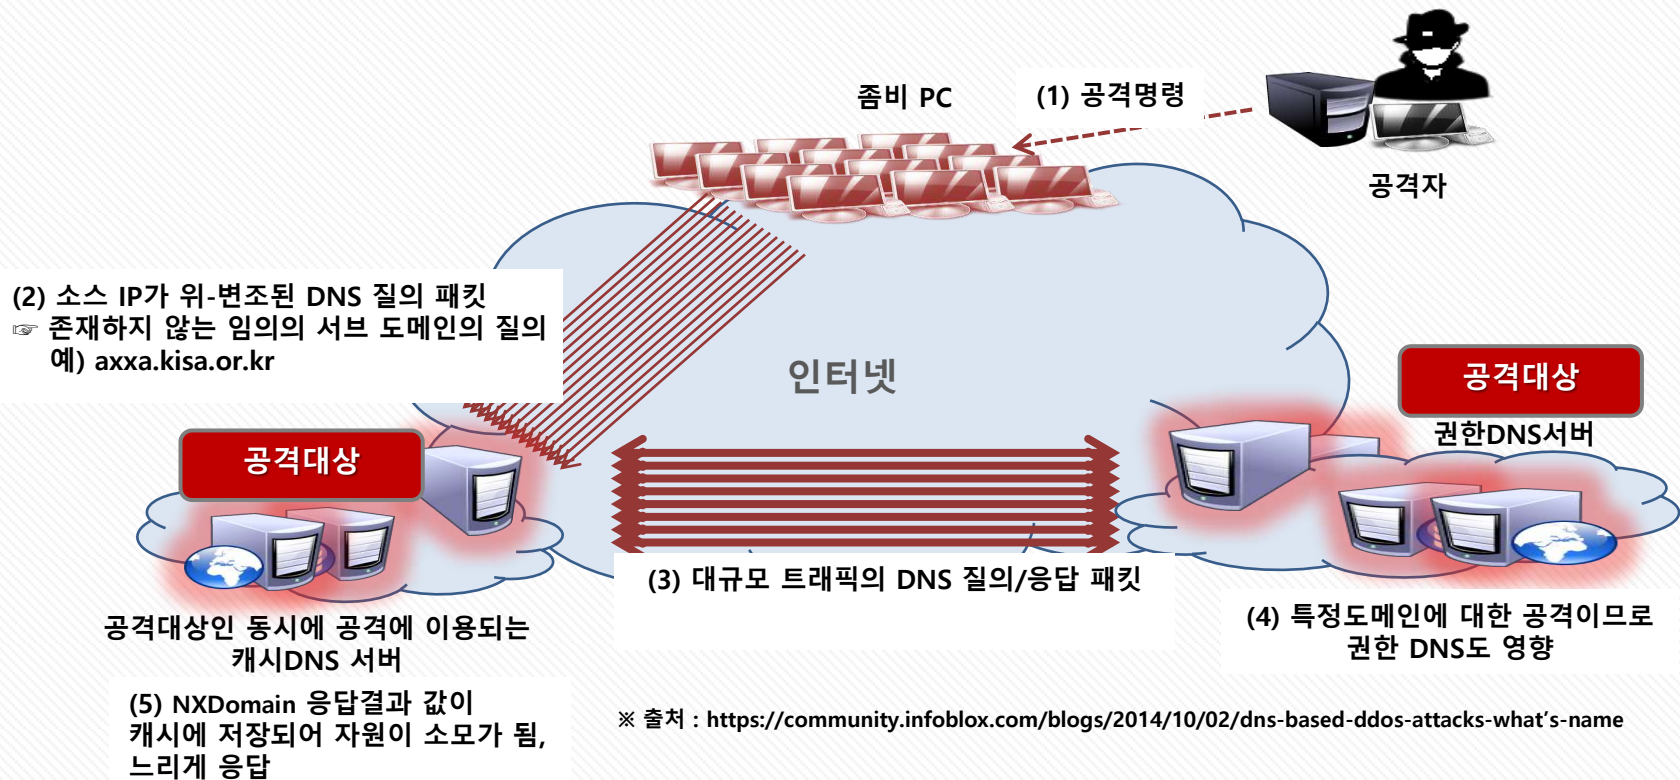 좀비 PC
(1) 공격명령
공격자
(2) 소스 IP가 위-변조된 DNS 질의 패킷
☞ 존재하지 않는 임의의 서브 도메인의 질의
예) axxa.kisa.or.kr
인터넷
공격대상
권한DNS서버
공격대상
(3) 대규모 트래픽의 DNS 질의/응답 패킷
공격대상인 동시에 공격에 이용되는
캐시DNS 서버
(4) 특정도메인에 대한 공격이므로
권한 DNS도 영향
(5) NXDomain 응답결과 값이
캐시에 저장되어 자원이 소모가 됨,
느리게 응답
※ 출처 : https://community.infoblox.com/blogs/2014/10/02/dns-based-ddos-attacks-what’s-name